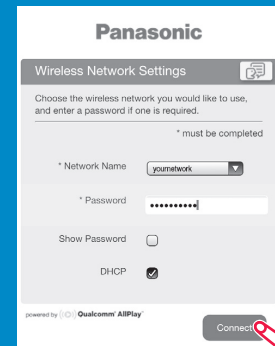 Panasonic
Wireless Network Settings
Choose the wireless network you would like to use,
and enter a password if one is required.
* must be completed
* Network Name
yournetwork
* Password
••••••••••
Show Password
DHCP
powered by Qualcomm® AllPlay™
Connect